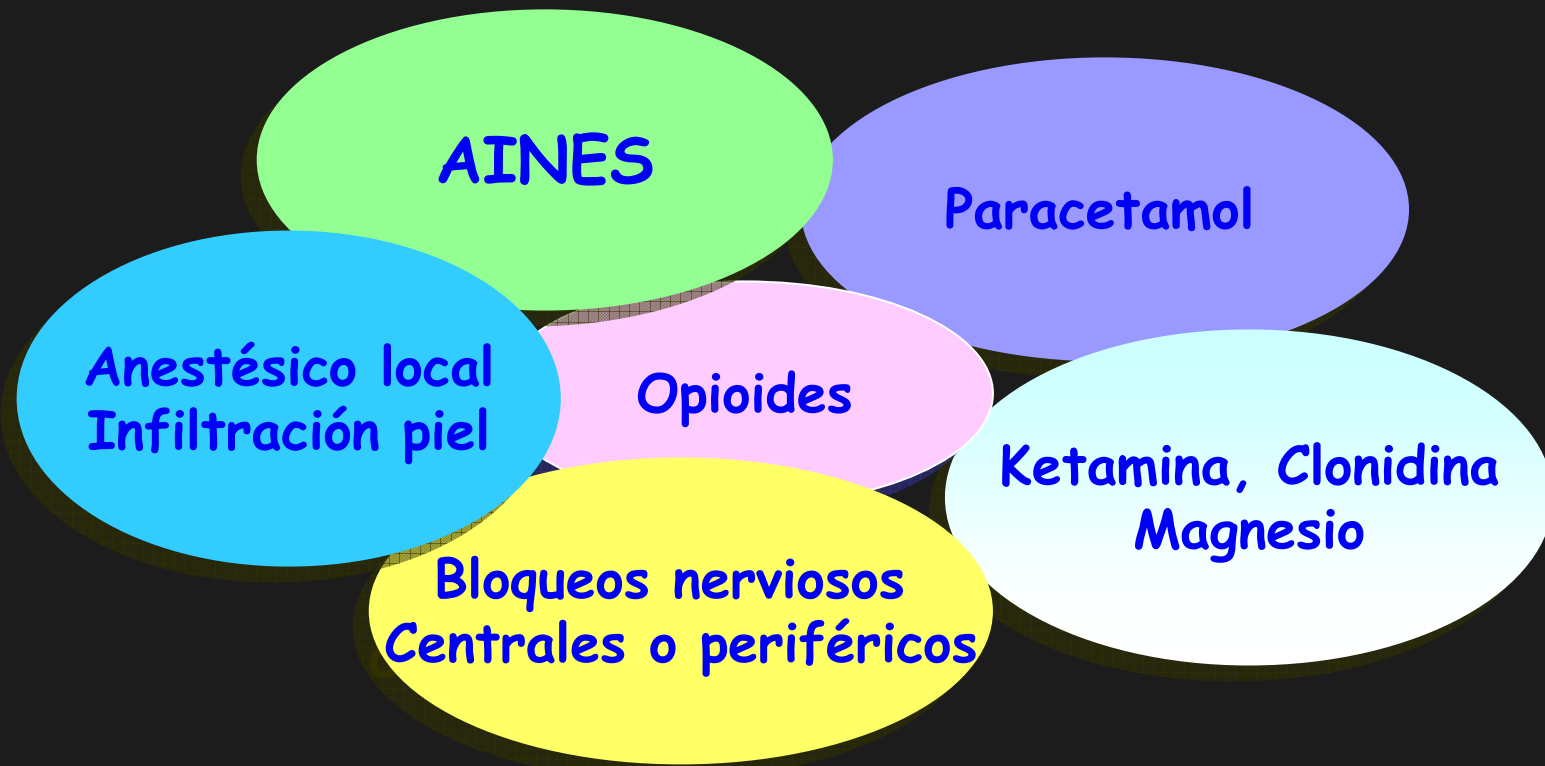 AINES
Paracetamol
Anestésico local
Infiltración piel
Opioides
Ketamina, Clonidina
Magnesio
Bloqueos nerviosos
Centrales o periféricos